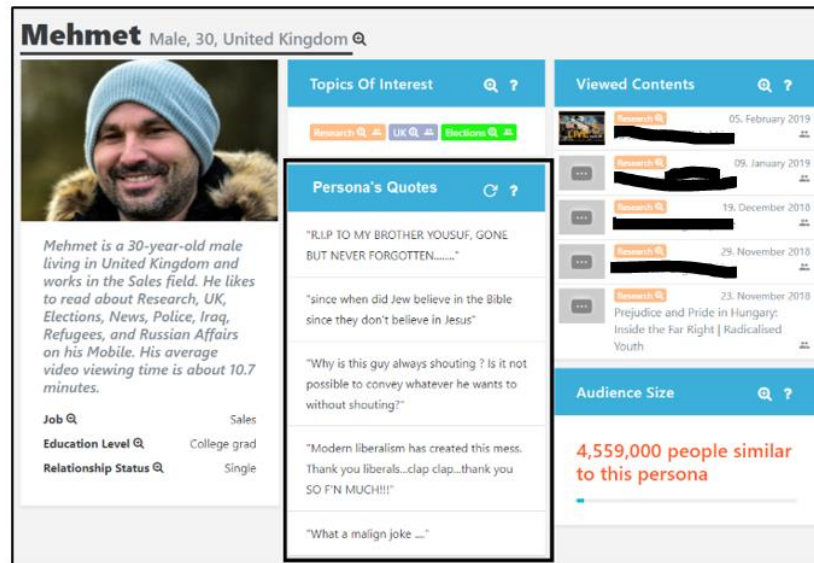 Mehmet Male, 30, United Kingdom
Mehmet is a 30-year-old male
living in United Kingdom and
works in the Sales field. He likes
to read about Research, UK,
Elections, News, Police, Iraq,
Refugees, and Russian Affairs
on his Mobile. His average
video viewing time is about 10.7
minutes.
Job Sales
Education Level College grad
Relationship Status Single
Topics Of Interest ?
Research UK Elections
Persona's Quotes ?
"R.I.P TO MY BROTHER YOUSUF, GONE
BUT NEVER FORGOTTEN......."
"since when did Jew believe in the Bible
since they don't believe in Jesus"
"Why is this guy always shouting ? Is it not
possible to convey whatever he wants to
without shouting?"
"Modern liberalism has created this mess.
Thank you liberals...clap clap...thank you
SO F'N MUCH!!!"
"What a malign joke ...."
Viewed Contents ?
Research 05. February 2019
LIVE
Research 09. January 2019
Research 19. December 2018
Research 29. November 2018
Research 23. November 2018
Prejudice and Pride in Hungary:
Inside the Far Right | Radicalised
Youth
Audience Size ?
4,559,000 people similar
to this persona